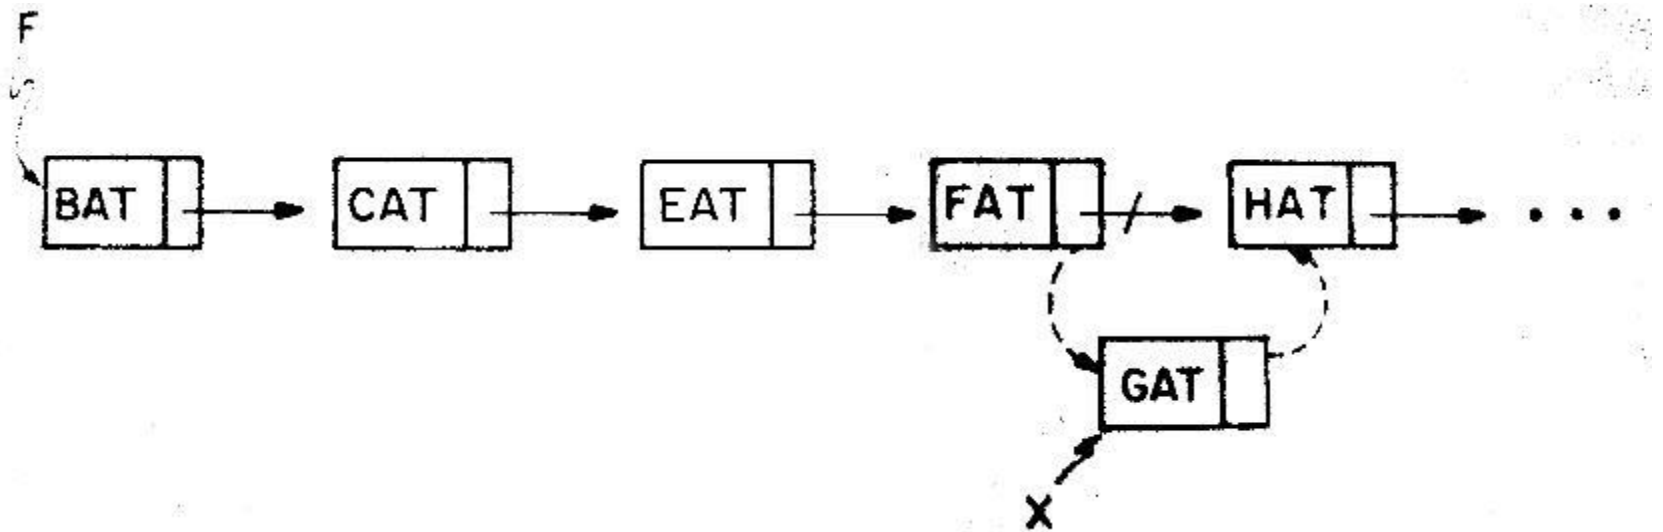 F
BAT CAT EAT FAT HAT • • •
GAT
X